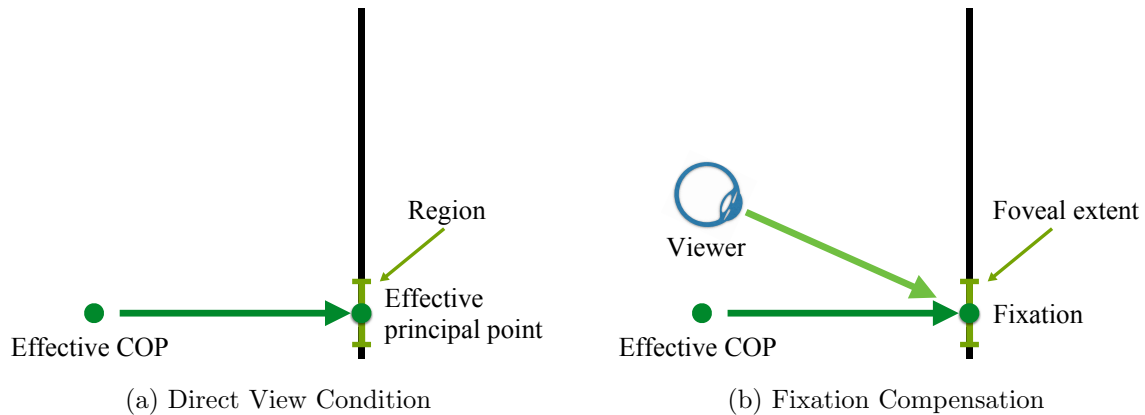 Region
Effective
principal point
Effective COP
(a) Direct View Condition
Foveal extent
Viewer
Fixation
Effective COP
(b) Fixation Compensation